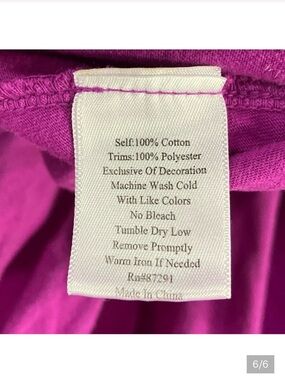 Self:100% Cotton
Trims:100% Polyester
Exclusive Of Decoration
Machine Wash Cold
With Like Colors
No Bleach
Tumble Dry Low
Remove Promptly
Warm Iron If Needed
Rn#87291
Made In China
6/6